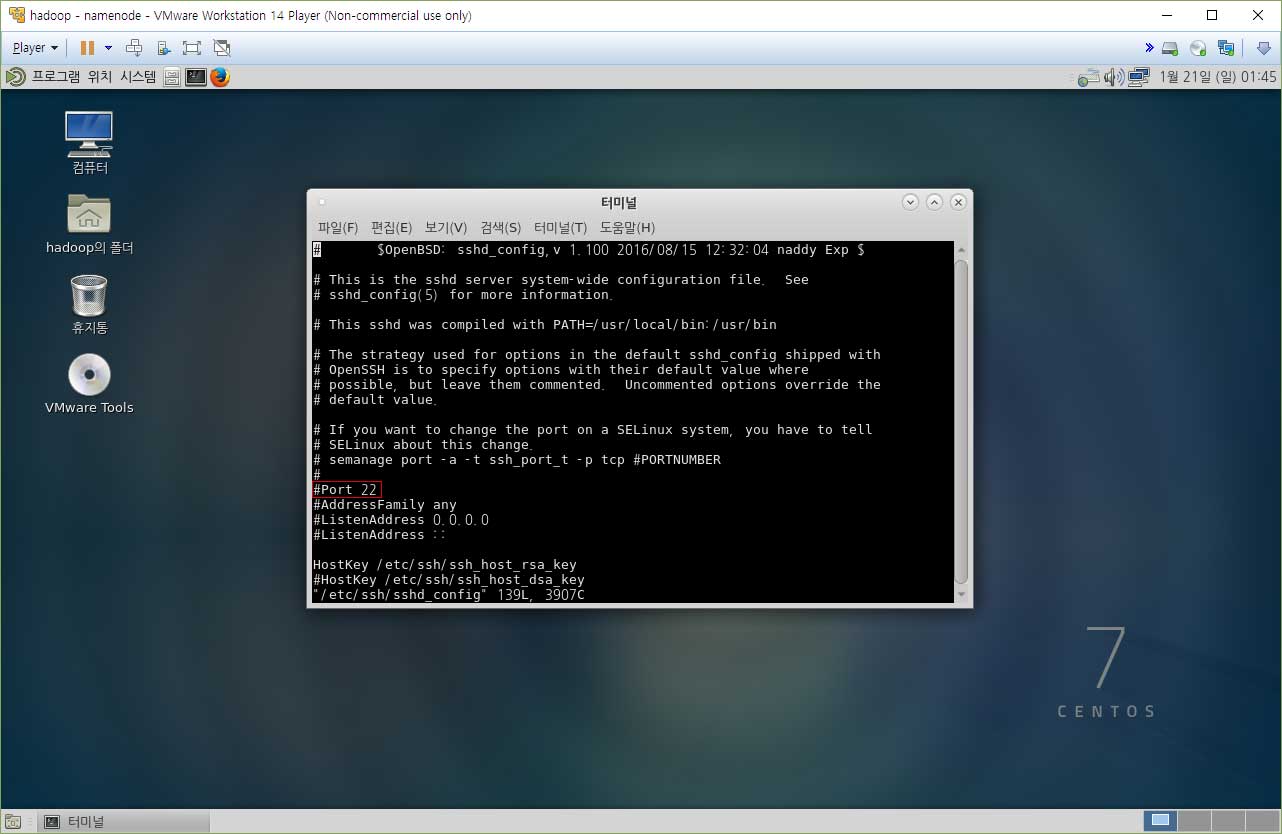 hadoop - namenode - VMware Workstation 14 Player (Non-commercial use only)
Player
프로그램 위치 시스템
1월 21일 (일) 01:45
컴퓨터
hadoop의 폴더
휴지통
VMware Tools
터미널
파일(F) 편집(E) 보기(V) 검색(S) 터미널(T) 도움말(H)
# $OpenBSD: sshd_config,v 1.100 2016/08/15 12:32:04 naddy Exp $
# This is the sshd server system-wide configuration file. See
# sshd_config(5) for more information.
# This sshd was compiled with PATH=/usr/local/bin:/usr/bin
# The strategy used for options in the default sshd_config shipped with
# OpenSSH is to specify options with their default value where
# possible, but leave them commented. Uncommented options override the
# default value.
# If you want to change the port on a SELinux system, you have to tell
# SELinux about this change.
# semanage port -a -t ssh_port_t -p tcp #PORTNUMBER
#
#Port 22
#AddressFamily any
#ListenAddress 0.0.0.0
#ListenAddress ::
HostKey /etc/ssh/ssh_host_rsa_key
#HostKey /etc/ssh/ssh_host_dsa_key
"/etc/ssh/sshd_config" 139L, 3907C
7
CENTOS
터미널